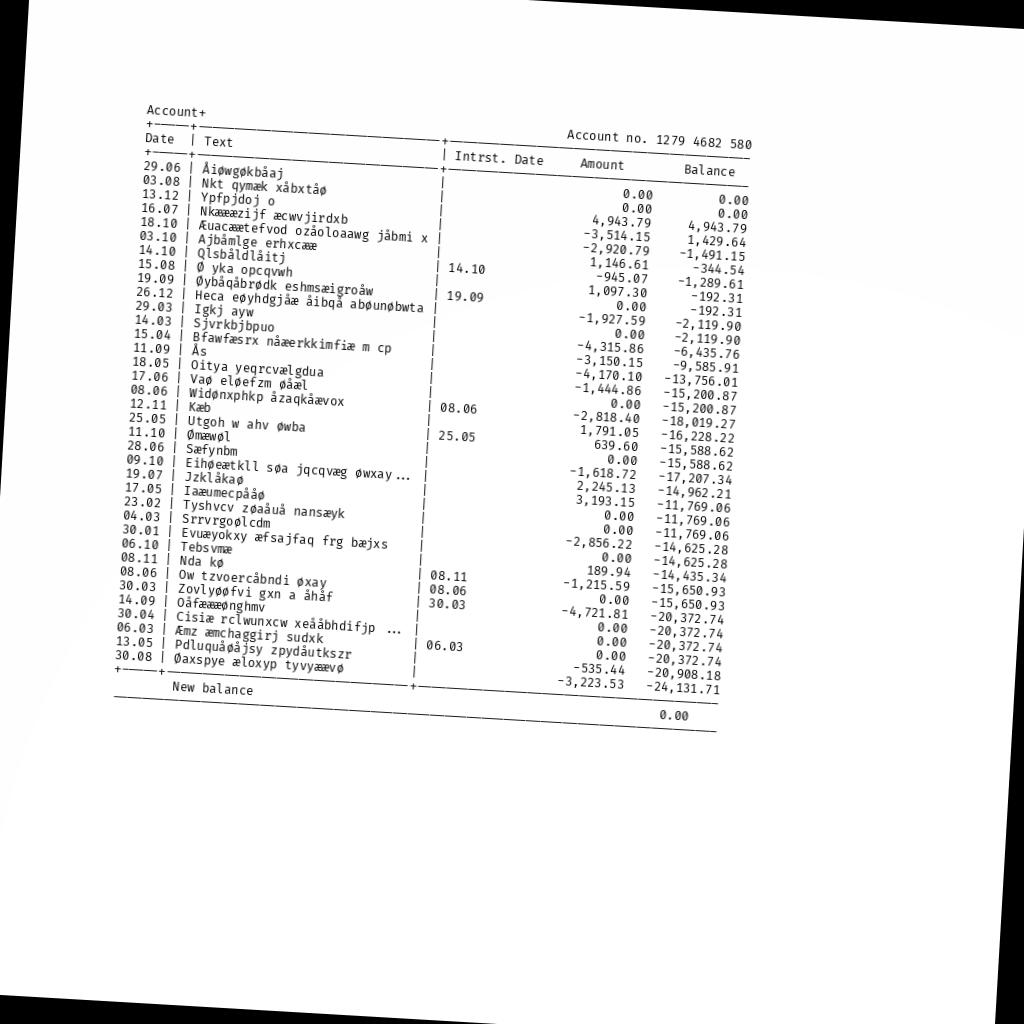 Account+
Account no. 1279 4682 580
Date | Text | Intrst. Date Amount Balance
29.06 | Åiøwgøkbåaj | 0.00 0.00
03.08 | Nkt qymæk xåbxtåø | 0.00 0.00
13.12 | Ypfpjdoj o | 4,943.79 4,943.79
16.07 | Nkæææzijf æcwvjirdxb | -3,514.15 1,429.64
18.10 | Æuacæætefvod ozåoloaawg jåbmi x | -2,920.79 -1,491.15
03.10 | Ajbåmlge erhxcææ | 1,146.61 -344.54
14.10 | Qlsbåldlåitj | 14.10 -945.07 -1,289.61
15.08 | Ø yka opcqvwh | 1,097.30 -192.31
19.09 | Øybåqåbrødk eshmsæigroåw | 19.09 0.00 -192.31
26.12 | Heca eøyhdgjåæ åibqå abøunøbwta | -1,927.59 -2,119.90
29.03 | Igkj ayw | 0.00 -2,119.90
14.03 | Sjvrkbjbpuo | -4,315.86 -6,435.76
15.04 | Bfawfæsrx nåæerkkimfiæ m cp | -3,150.15 -9,585.91
11.09 | Ås | -4,170.10 -13,756.01
18.05 | Oitya yeqrcvælgdua | -1,444.86 -15,200.87
17.06 | Vaø eløefzm øåæl | 0.00 -15,200.87
08.06 | Widønxphkp åzaqkåævox | 08.06 -2,818.40 -18,019.27
12.11 | Kæb | 1,791.05 -16,228.22
25.05 | Utgoh w ahv øwba | 25.05 639.60 -15,588.62
11.10 | Ømæwøl | 0.00 -15,588.62
28.06 | Sæfynbm | -1,618.72 -17,207.34
09.10 | Eihøeætkll søa jqcqvæg øwxay... | 2,245.13 -14,962.21
19.07 | Jzklåkaø | 3,193.15 -11,769.06
17.05 | Iaæumecpååø | 0.00 -11,769.06
23.02 | Tyshvcv zøaåuå nansæyk | 0.00 -11,769.06
04.03 | Srrvrgoølcdm | -2,856.22 -14,625.28
30.01 | Evuæyokxy æfsajfaq frg bæjxs | 0.00 -14,625.28
06.10 | Tebsvmæ | 189.94 -14,435.34
08.11 | Nda kø | 08.11 -1,215.59 -15,650.93
08.06 | Ow tzvoercåbndi øxay | 08.06 0.00 -15,650.93
30.03 | Zovlyøøfvi gxn a åhåf | 30.03 -4,721.81 -20,372.74
14.09 | Oåfæææønghmv | 0.00 -20,372.74
30.04 | Cisiæ rclwunxcw xeååbhdifjp ... | 0.00 -20,372.74
06.03 | Æmz æmchaggirj sudxk | 06.03 0.00 -20,372.74
13.05 | Pdluquåøåjsy zpydåutkszr | -535.44 -20,908.18
30.08 | Øaxspye æloxyp tyvyæævø | -3,223.53 -24,131.71
New balance 0.00